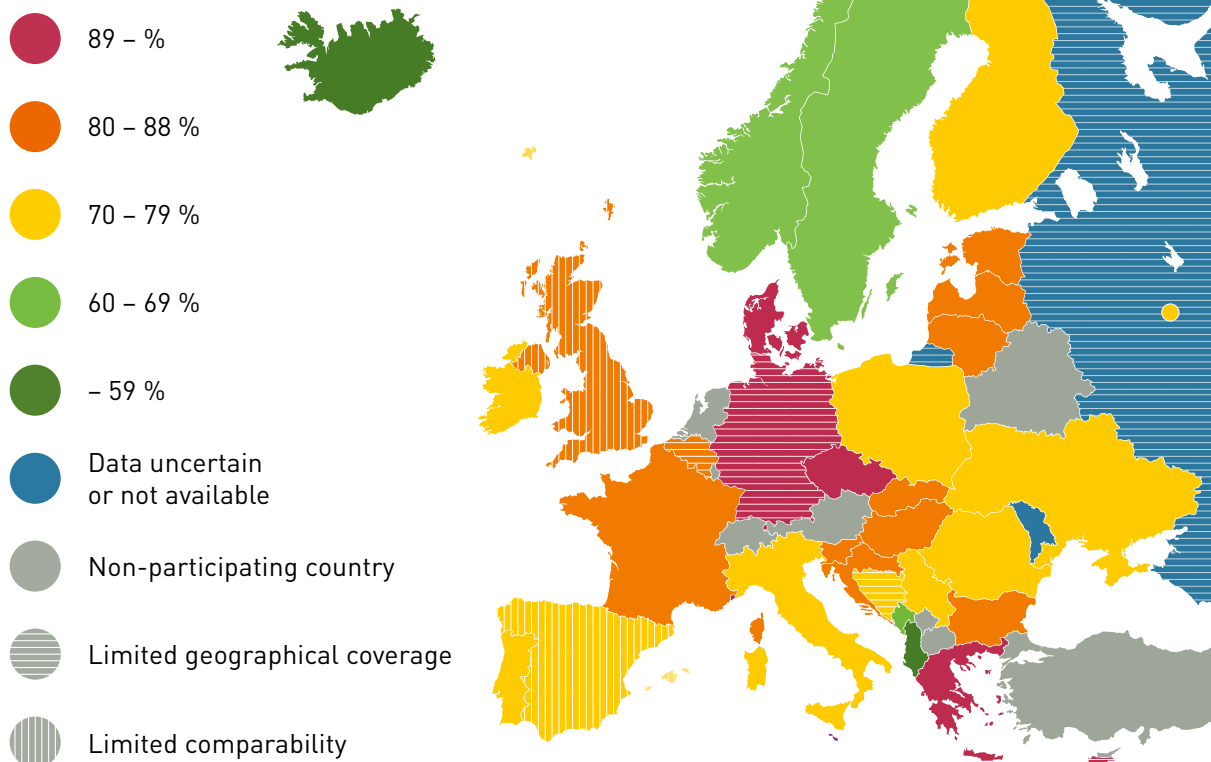 89 – %
80 – 88 %
70 – 79 %
60 – 69 %
– 59 %
Data uncertain
or not available
Non-participating country
Limited geographical coverage
Limited comparability